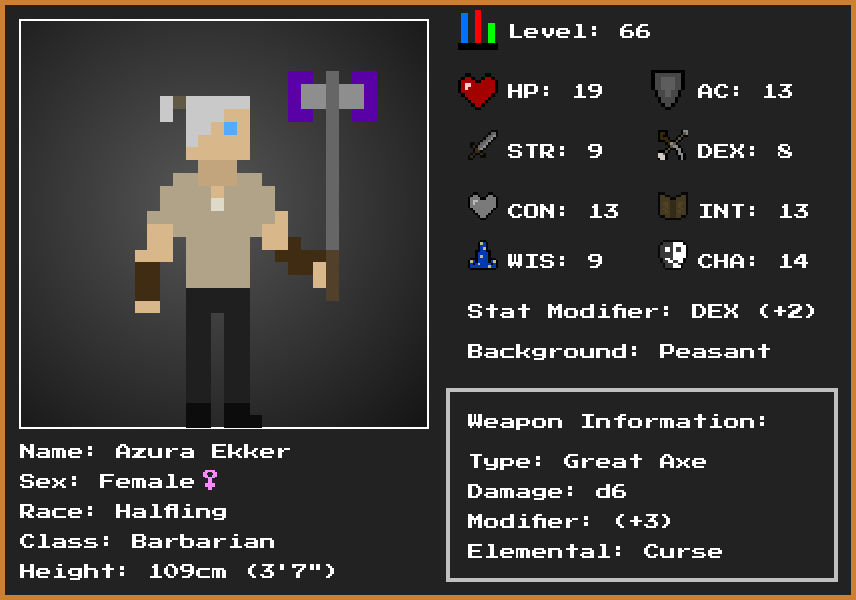 Level: 66
HP: 19 AC: 13
STR: 9 DEX: 8
CON: 13 INT: 13
WIS: 9 CHA: 14
Stat Modifier: DEX (+2)
Background: Peasant
Weapon Information:
Type: Great Axe
Damage: d6
Modifier: (+3)
Elemental: Curse
Name: Azura Ekker
Sex: Female♀
Race: Halfling
Class: Barbarian
Height: 109cm (3'7")